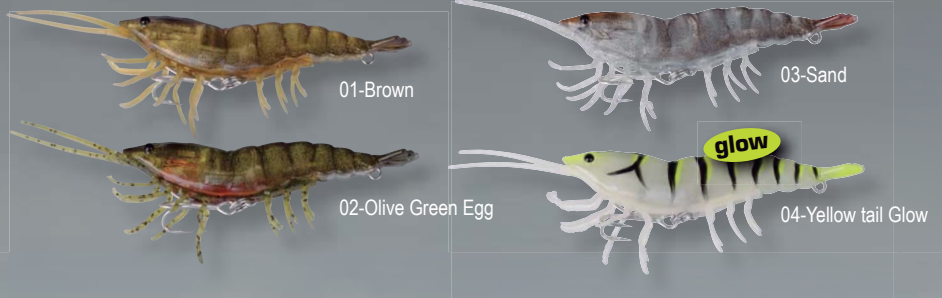 01-Brown
02-Olive Green Egg
03-Sand
glow
04-Yellow tail Glow